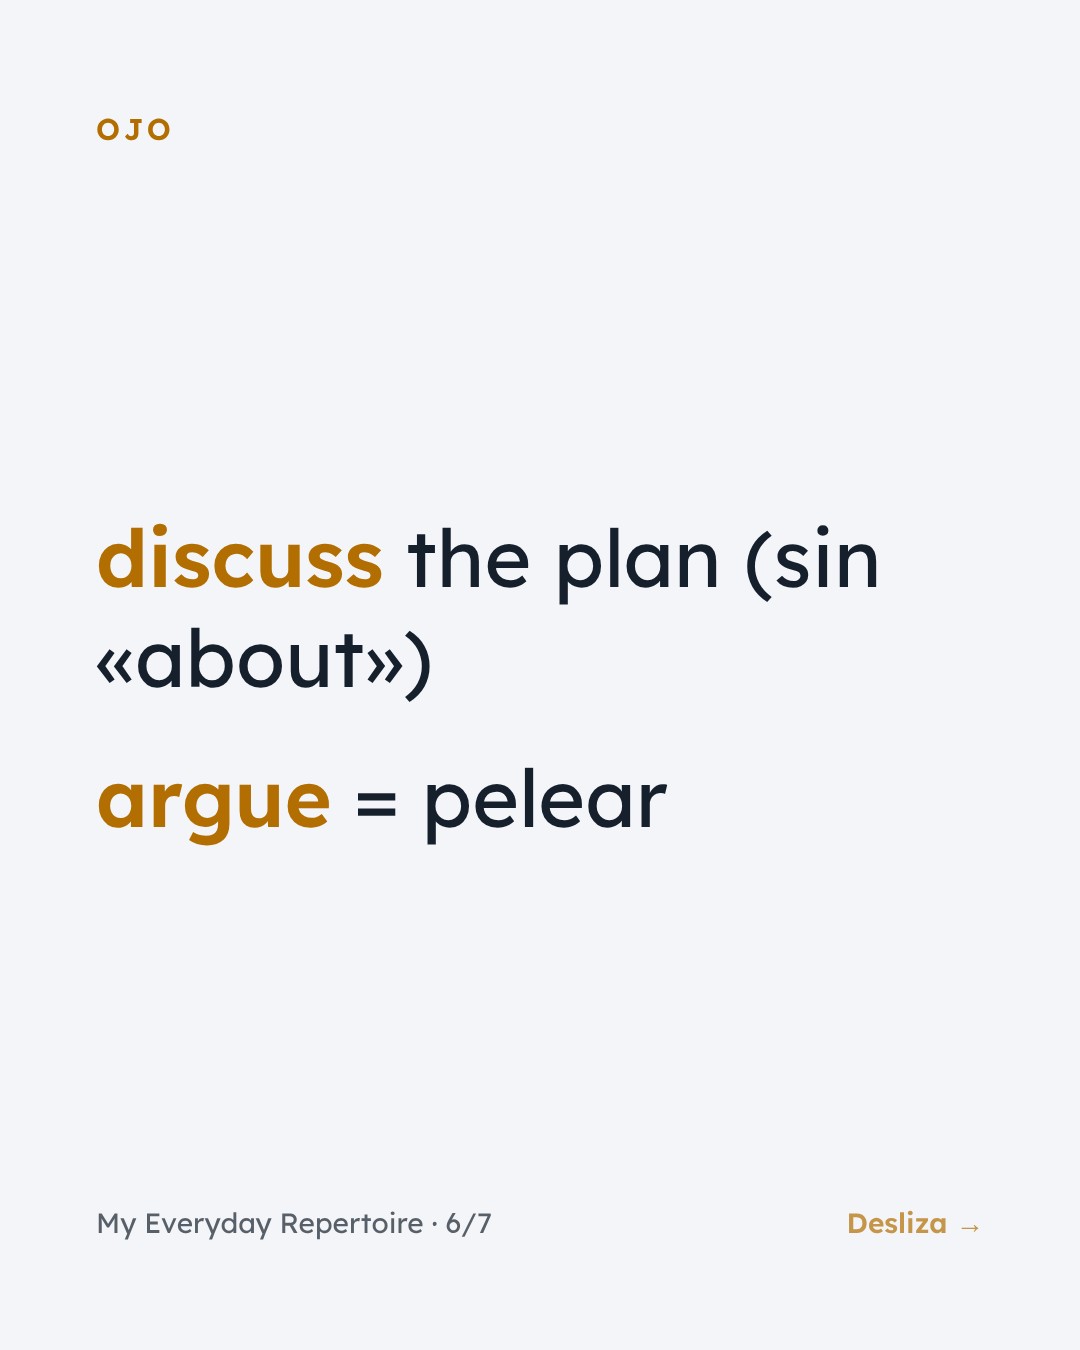 OJO
discuss the plan (sin
«about»)
argue = pelear
My Everyday Repertoire · 6/7
Desliza →